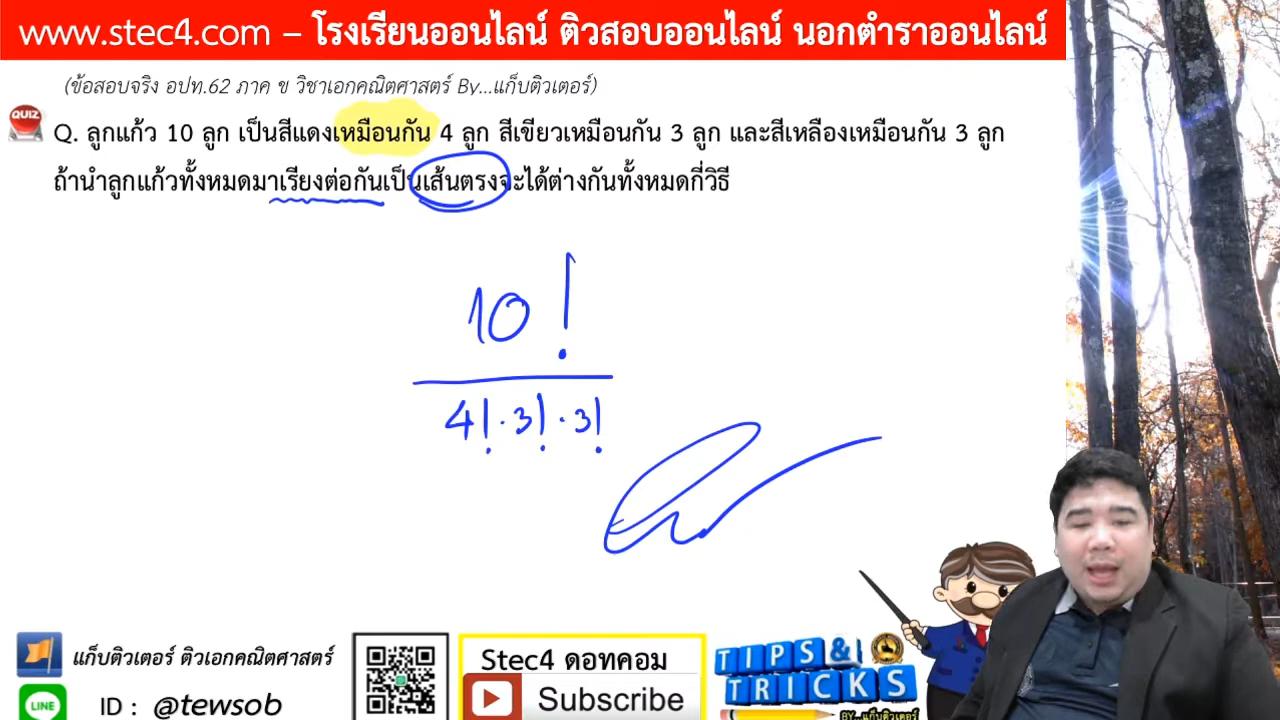 www.stec4.com – โรงเรียนออนไลน์ ติวสอบออนไลน์ นอกตำราออนไลน์
(ข้อสอบจริง อปท.62 ภาค ข วิชาเอกคณิตศาสตร์ By...แก็บติวเตอร์)
QUIZ
Q. ลูกแก้ว 10 ลูก เป็นสีแดงเหมือนกัน 4 ลูก สีเขียวเหมือนกัน 3 ลูก และสีเหลืองเหมือนกัน 3 ลูก
ถ้านำลูกแก้วทั้งหมดมาเรียงต่อกันเป็นเส้นตรงจะได้ต่างกันทั้งหมดกี่วิธี
10!
4!·3!·3!
แก็บติวเตอร์ ติวเอกคณิตศาสตร์
LINE
ID : @tewsob
Stec4 ดอทคอม
Subscribe
TIPS &
TRICKS
BY...แก็บติวเตอร์